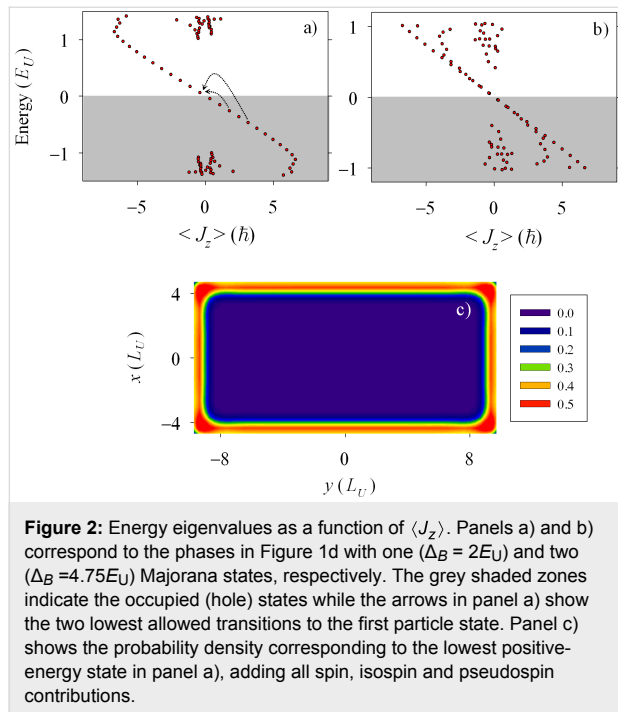 a)
b)
Energy (E_U)
1
0
−1
1
0
−1
−5
0
5
−5
0
5
< J_z > (ħ)
< J_z > (ħ)
c)
x (L_U)
4
0
−4
−8
0
8
y (L_U)
0.0
0.1
0.2
0.3
0.4
0.5
Figure 2: Energy eigenvalues as a function of ⟨J_z⟩. Panels a) and b)
correspond to the phases in Figure 1d with one (Δ_B = 2E_U) and two
(Δ_B =4.75E_U) Majorana states, respectively. The grey shaded zones
indicate the occupied (hole) states while the arrows in panel a) show
the two lowest allowed transitions to the first particle state. Panel c)
shows the probability density corresponding to the lowest positive-
energy state in panel a), adding all spin, isospin and pseudospin
contributions.